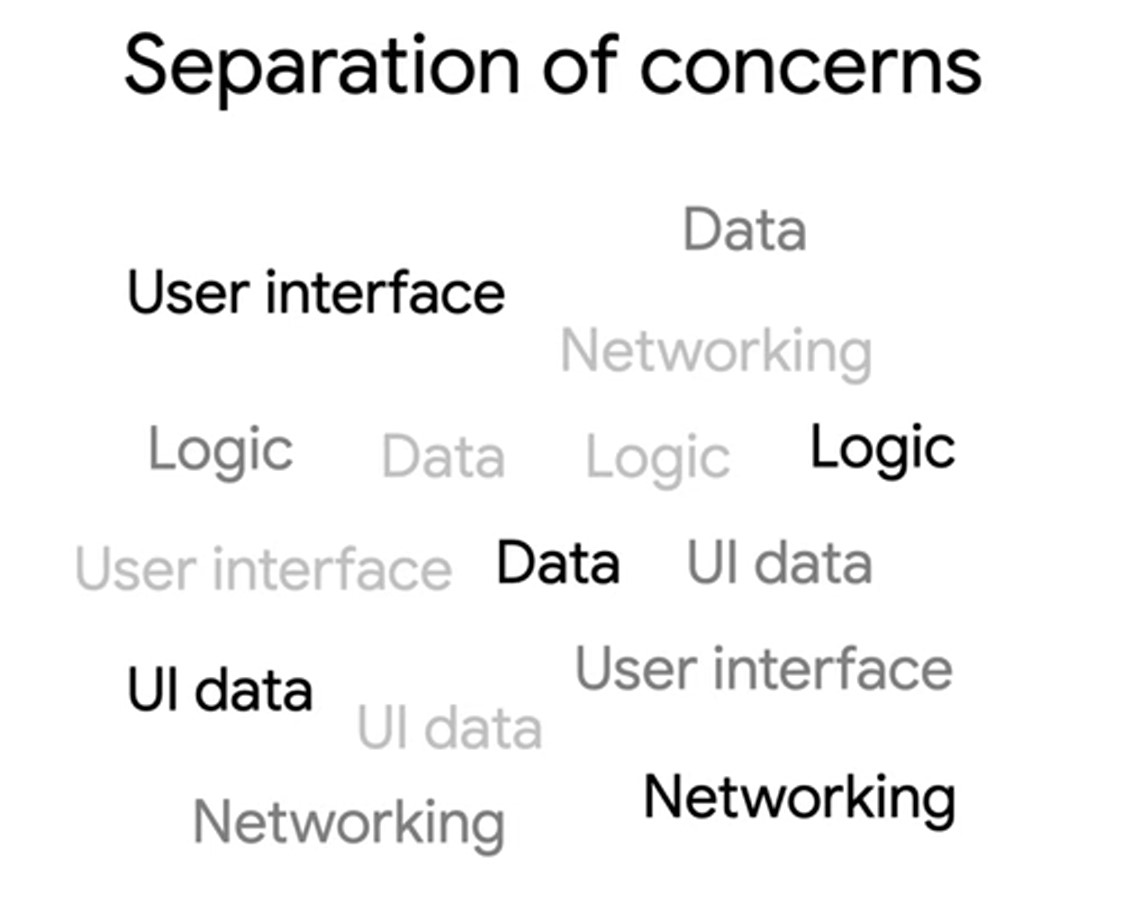 Separation of concerns
Data
User interface
Networking
Logic Data Logic Logic
User interface Data UI data
User interface
UI data
UI data
Networking
Networking